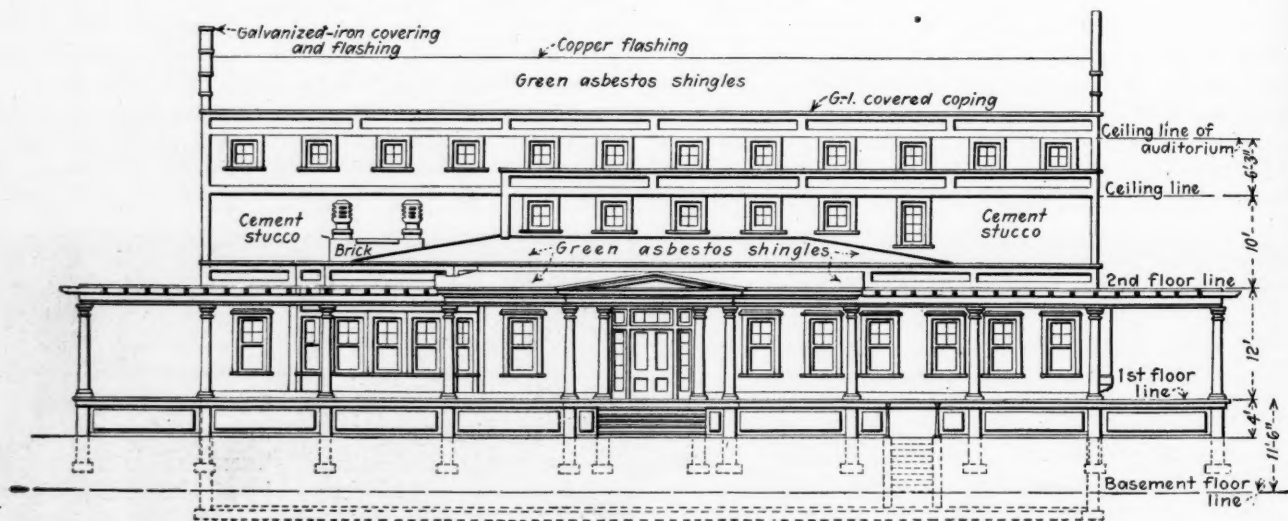 Galvanized-iron covering
and flashing
Copper flashing
Green asbestos shingles
G-I. covered coping
Ceiling line of
auditorium
6'-3"
Ceiling line
Cement
stucco
Cement
stucco
10'
Brick
Green asbestos shingles
2nd floor line
12'
1st floor
line
4'
11'-6"
Basement floor
line